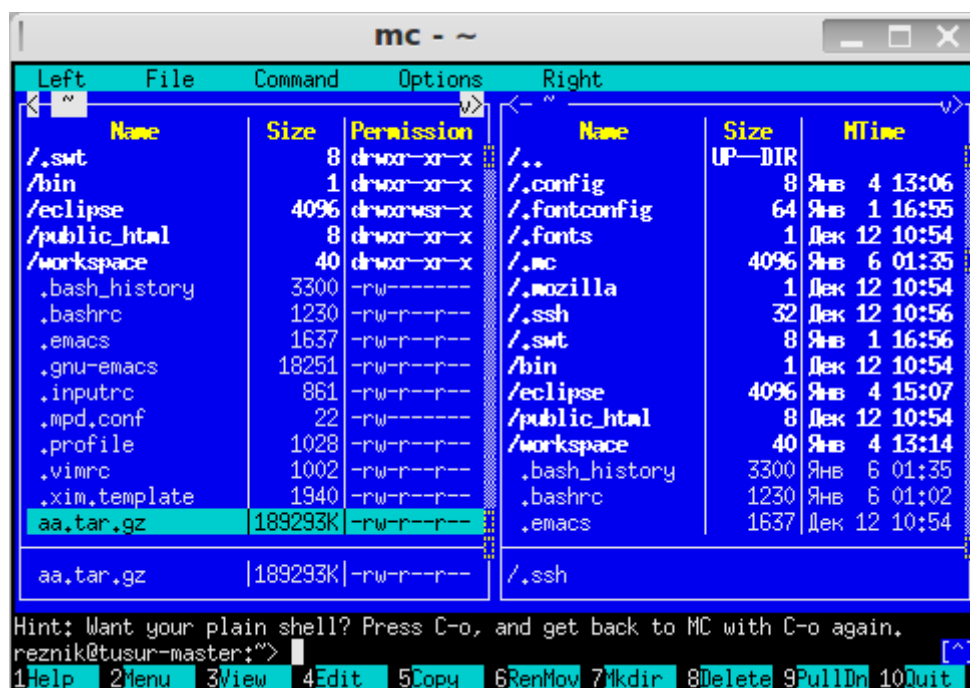 mc - ~
Left File Command Options Right
<- ~ v> <- ~ v>
Name Size Permission Name Size MTime
/.swt 8 drwxr-xr-x /.. UP--DIR
/bin 1 drwxr-xr-x /.config 8 Янв 4 13:06
/eclipse 4096 drwxrwsr-x /.fontconfig 64 Янв 1 16:55
/public_html 8 drwxr-xr-x /.fonts 1 Дек 12 10:54
/workspace 40 drwxr-xr-x /.mc 4096 Янв 6 01:35
.bash_history 3300 -rw------- /.mozilla 1 Дек 12 10:54
.bashrc 1230 -rw-r--r-- /.ssh 32 Дек 12 10:56
.emacs 1637 -rw-r--r-- /.swt 8 Янв 1 16:56
.gnu-emacs 18251 -rw-r--r-- /bin 1 Дек 12 10:54
.inputrc 861 -rw-r--r-- /eclipse 4096 Янв 4 15:07
.mpd.conf 22 -rw------- /public_html 8 Дек 12 10:54
.profile 1028 -rw-r--r-- /workspace 40 Янв 4 13:14
.vimrc 1002 -rw-r--r-- .bash_history 3300 Янв 6 01:35
.xim.template 1940 -rw-r--r-- .bashrc 1230 Янв 6 01:02
aa.tar.gz 189293K -rw-r--r-- .emacs 1637 Дек 12 10:54
aa.tar.gz 189293K -rw-r--r-- /.ssh
Hint: Want your plain shell? Press C-o, and get back to MC with C-o again.
reznik@tusur-master:~> [^]
1Help 2Menu 3View 4Edit 5Copy 6RenMov 7Mkdir 8Delete 9PullDn 10Quit